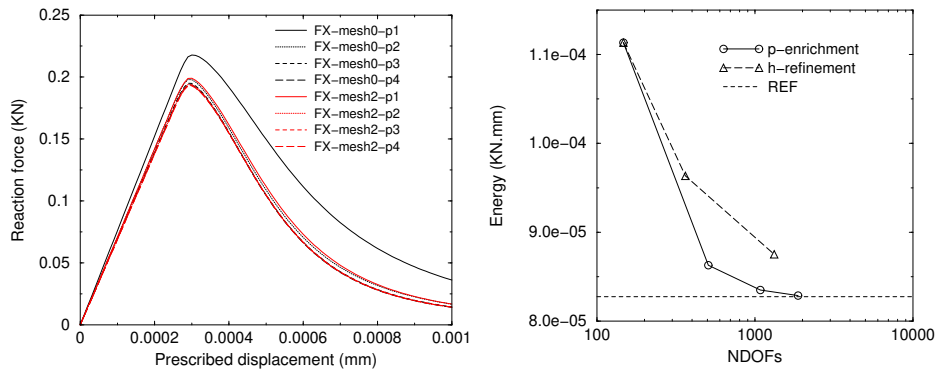 0.25
0.2
0.15
0.1
0.05
0
0
0.0002
0.0004
0.0006
0.0008
0.001
Reaction force (KN)
Prescribed displacement (mm)
FX-mesh0-p1
FX-mesh0-p2
FX-mesh0-p3
FX-mesh0-p4
FX-mesh2-p1
FX-mesh2-p2
FX-mesh2-p3
FX-mesh2-p4
1.1e-04
1.0e-04
9.0e-05
8.0e-05
100
1000
10000
Energy (KN.mm)
NDOFs
p-enrichment
h-refinement
REF